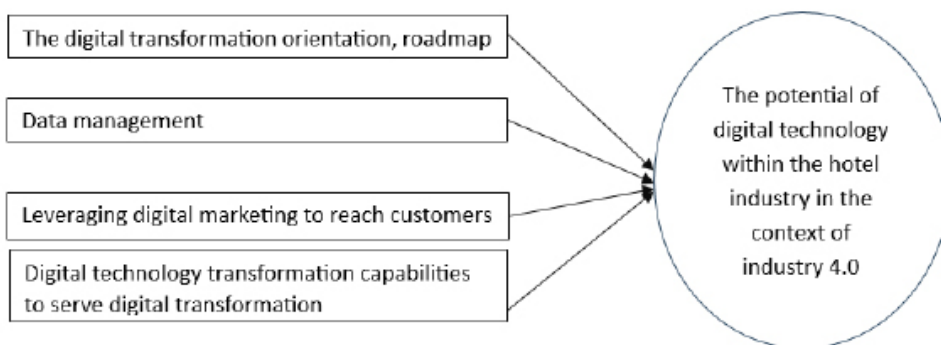 The digital transformation orientation, roadmap
Data management
Leveraging digital marketing to reach customers
Digital technology transformation capabilities
to serve digital transformation
The potential of
digital technology
within the hotel
industry in the
context of
industry 4.0